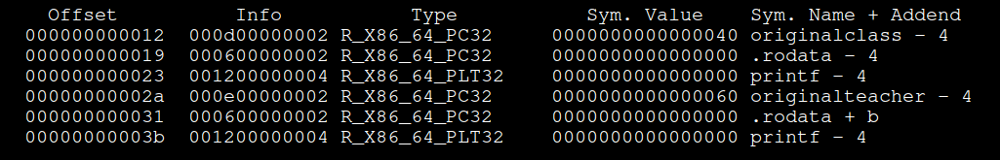 Offset Info Type Sym. Value Sym. Name + Addend
000000000012 000d00000002 R_X86_64_PC32 0000000000000040 originalclass - 4
000000000019 000600000002 R_X86_64_PC32 0000000000000000 .rodata - 4
000000000023 001200000004 R_X86_64_PLT32 0000000000000000 printf - 4
00000000002a 000e00000002 R_X86_64_PC32 0000000000000060 originalteacher - 4
000000000031 000600000002 R_X86_64_PC32 0000000000000000 .rodata + b
00000000003b 001200000004 R_X86_64_PLT32 0000000000000000 printf - 4